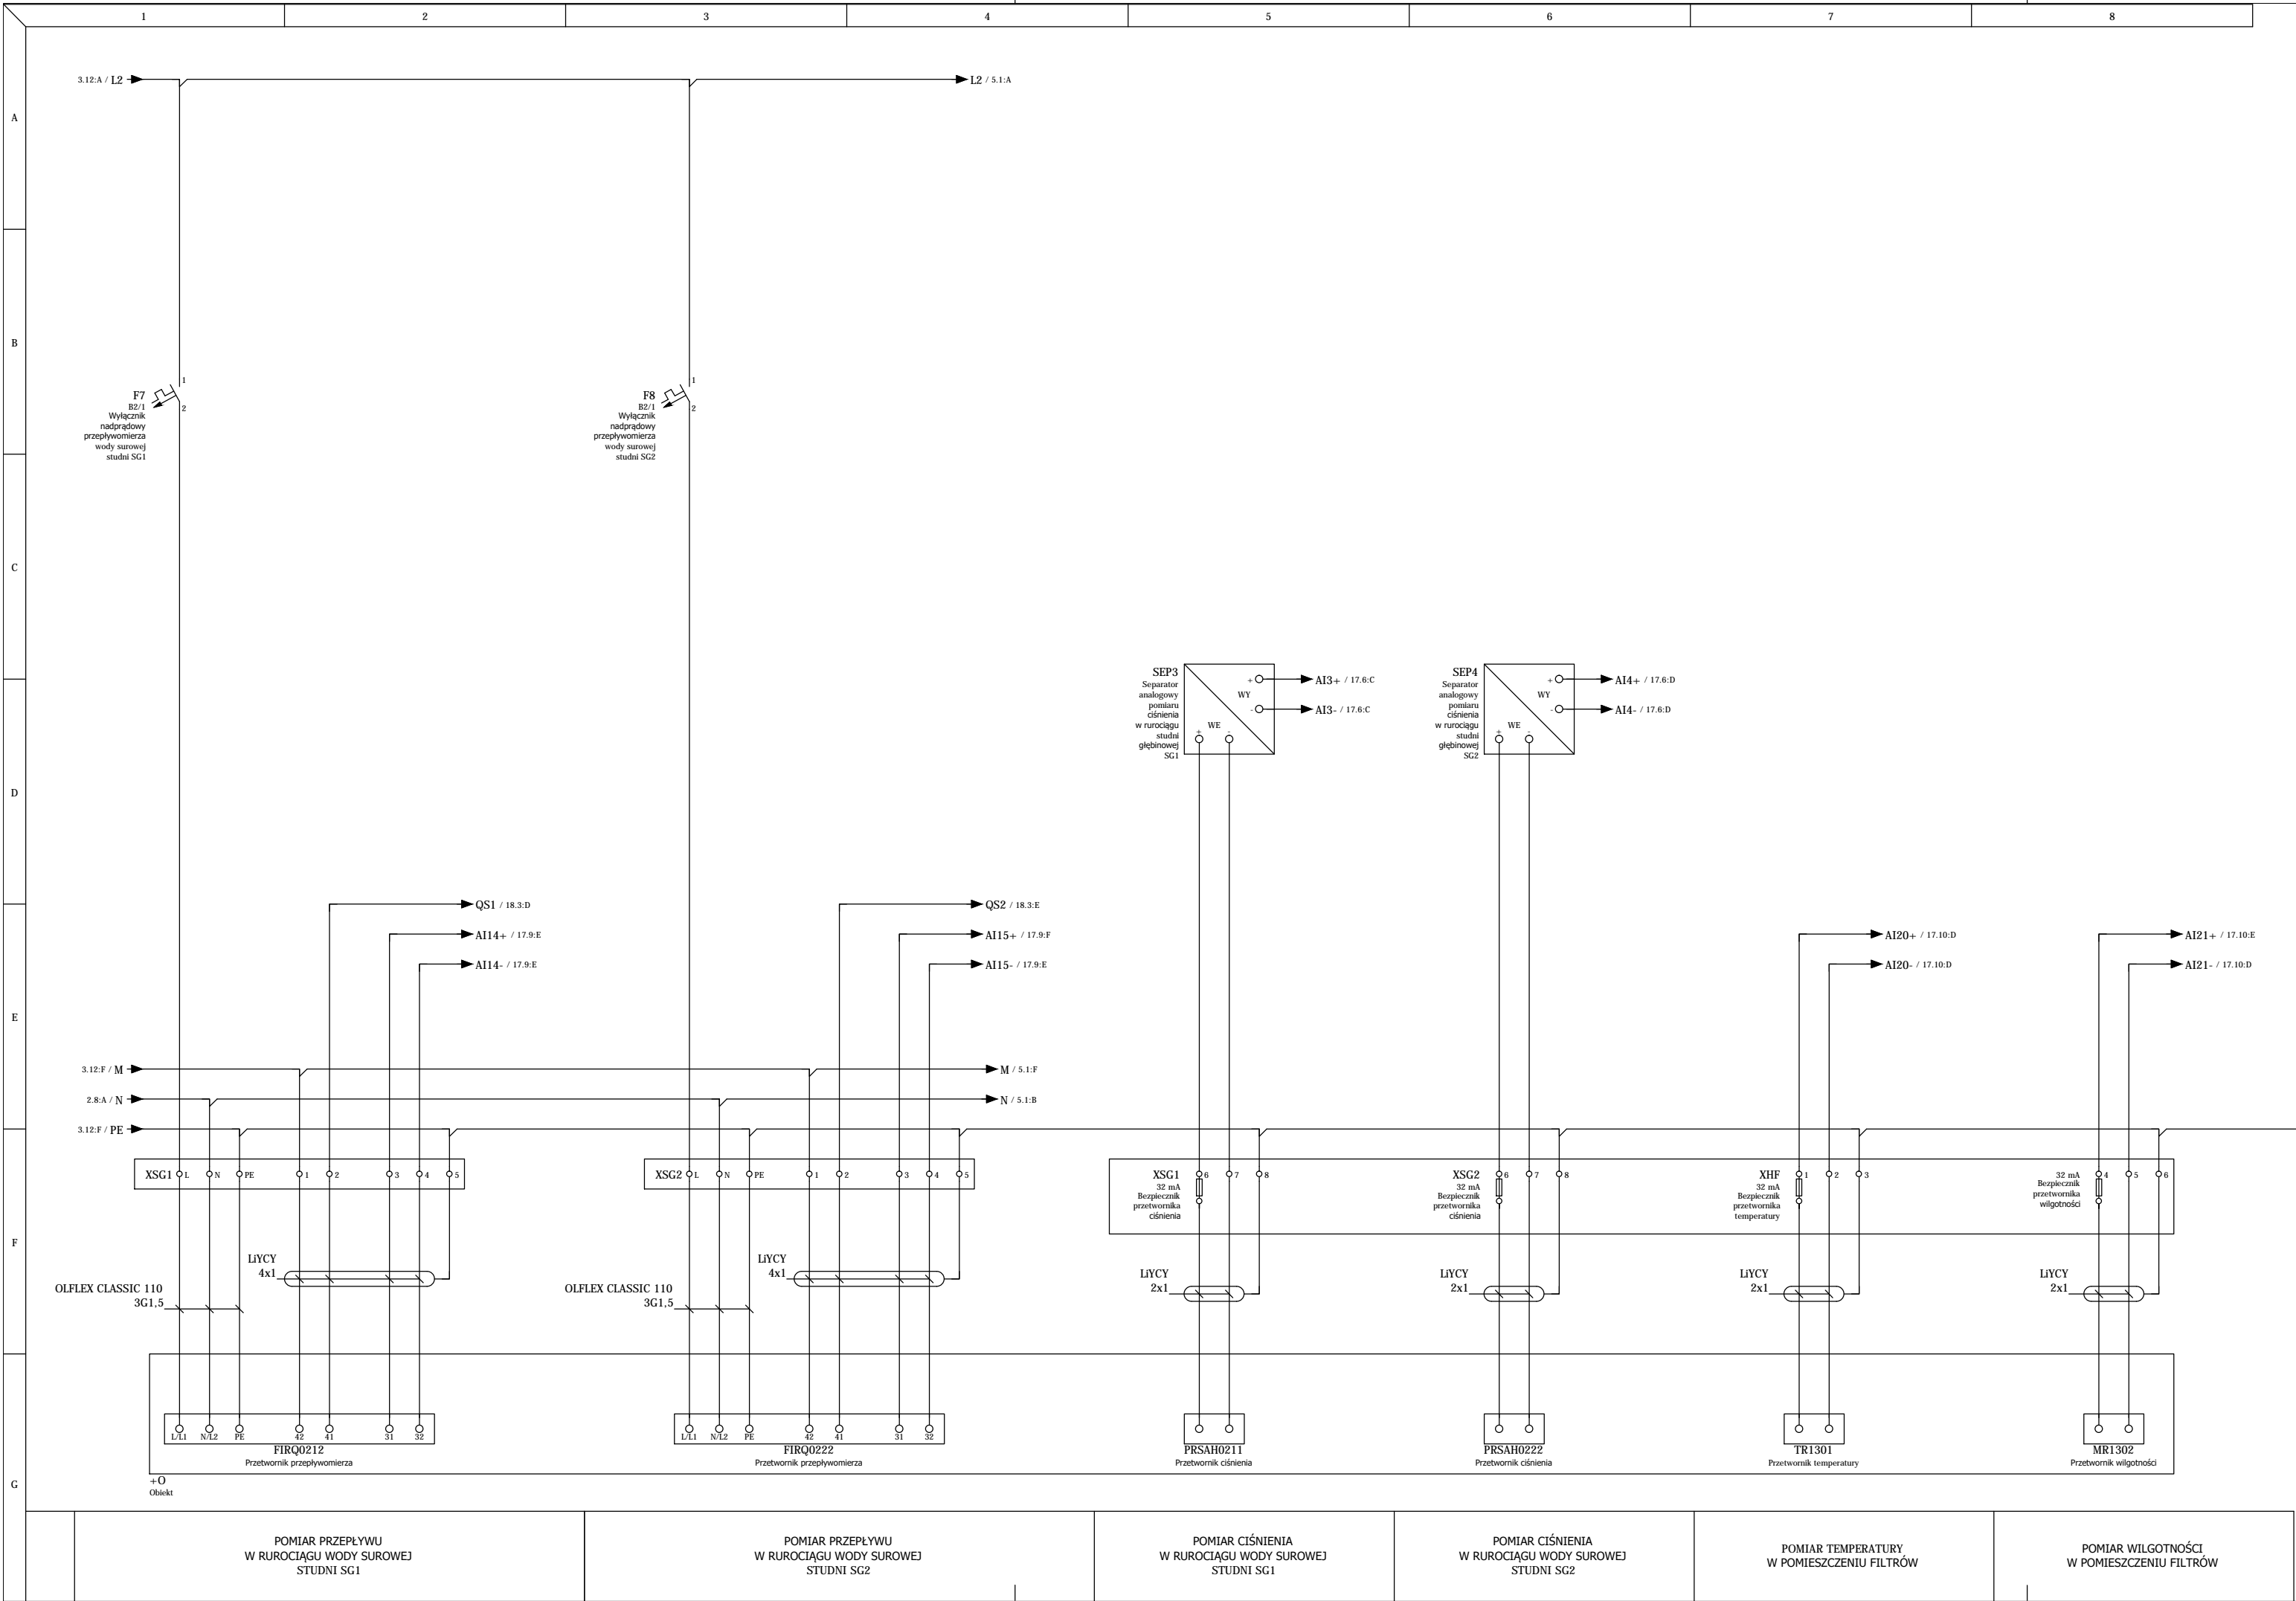 1 2 3 4 5 6 7 8
A
B
C
D
E
F
G
3.12:A / L2
L2 / 5.1:A
F7
B2/1
Wyłącznik
nadprądowy
przepływomierza
wody surowej
studni SG1
1
2
F8
B2/1
Wyłącznik
nadprądowy
przepływomierza
wody surowej
studni SG2
1
2
SEP3
Separator
analogowy
pomiaru
ciśnienia
w rurociągu
studni
głębinowej
SG1
+
WY
-
WE
+ -
AI3+ / 17.6:C
AI3- / 17.6:C
SEP4
Separator
analogowy
pomiaru
ciśnienia
w rurociągu
studni
głębinowej
SG2
+
WY
-
WE
+ -
AI4+ / 17.6:D
AI4- / 17.6:D
QS1 / 18.3:D
AI14+ / 17.9:E
AI14- / 17.9:E
QS2 / 18.3:E
AI15+ / 17.9:F
AI15- / 17.9:E
AI20+ / 17.10:D
AI20- / 17.10:D
AI21+ / 17.10:E
AI21- / 17.10:D
3.12:F / M
M / 5.1:F
2.8:A / N
N / 5.1:B
3.12:F / PE
XSG1 L N PE 1 2 3 4 5
XSG2 L N PE 1 2 3 4 5
XSG1 6 7 8
32 mA
Bezpiecznik
przetwornika
ciśnienia
XSG2 6 7 8
32 mA
Bezpiecznik
przetwornika
ciśnienia
XHF 1 2 3
32 mA
Bezpiecznik
przetwornika
temperatury
4 5 6
32 mA
Bezpiecznik
przetwornika
wilgotności
LiYCY
4x1
OLFLEX CLASSIC 110
3G1,5
LiYCY
4x1
OLFLEX CLASSIC 110
3G1,5
LiYCY
2x1
LiYCY
2x1
LiYCY
2x1
LiYCY
2x1
L/L1 N/L2 PE 42 41 31 32
FIRQ0212
Przetwornik przepływomierza
L/L1 N/L2 PE 42 41 31 32
FIRQ0222
Przetwornik przepływomierza
PRSAH0211
Przetwornik ciśnienia
PRSAH0222
Przetwornik ciśnienia
TR1301
Przetwornik temperatury
MR1302
Przetwornik wilgotności
+O
Obiekt
POMIAR PRZEPŁYWU
W RUROCIĄGU WODY SUROWEJ
STUDNI SG1
POMIAR PRZEPŁYWU
W RUROCIĄGU WODY SUROWEJ
STUDNI SG2
POMIAR CIŚNIENIA
W RUROCIĄGU WODY SUROWEJ
STUDNI SG1
POMIAR CIŚNIENIA
W RUROCIĄGU WODY SUROWEJ
STUDNI SG2
POMIAR TEMPERATURY
W POMIESZCZENIU FILTRÓW
POMIAR WILGOTNOŚCI
W POMIESZCZENIU FILTRÓW